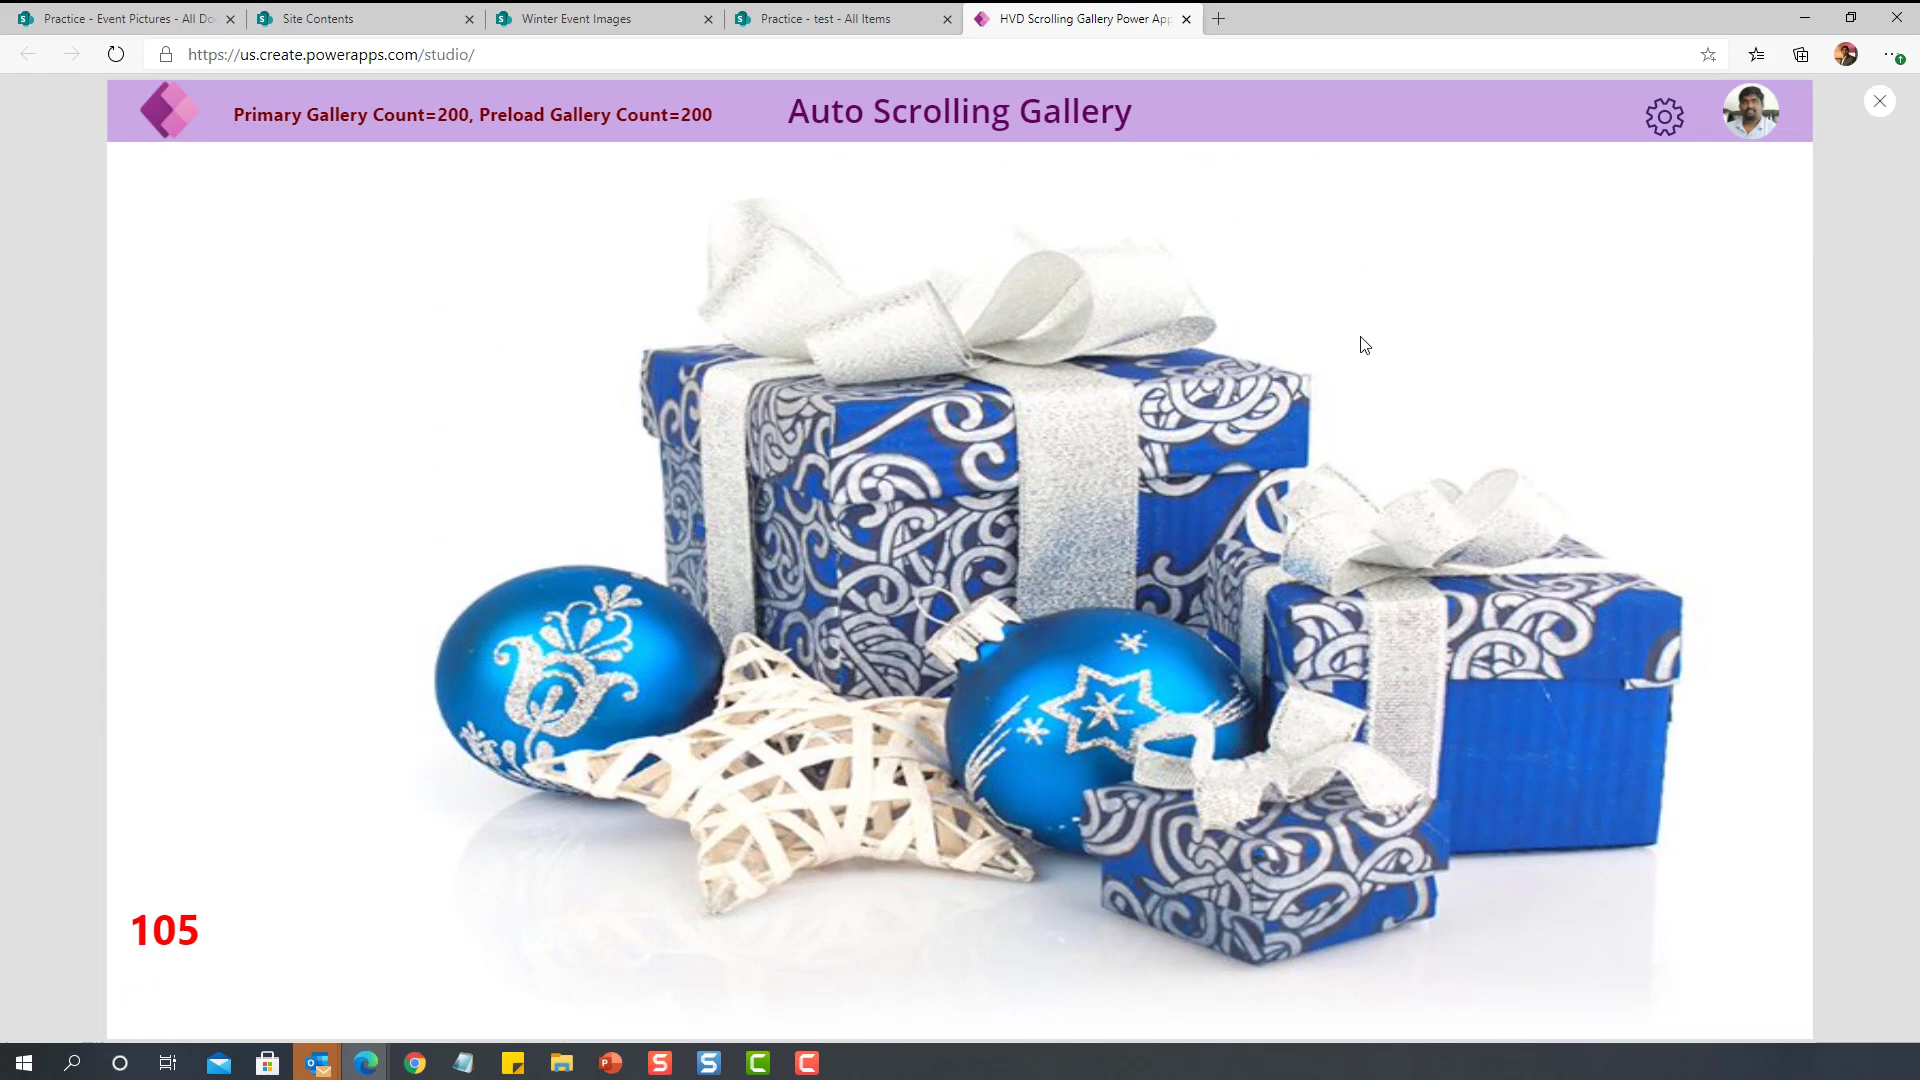 Practice - Event Pictures - All Do
Site Contents
Winter Event Images
Practice - test - All Items
HVD Scrolling Gallery Power App
https://us.create.powerapps.com/studio/
Primary Gallery Count=200, Preload Gallery Count=200
Auto Scrolling Gallery
105